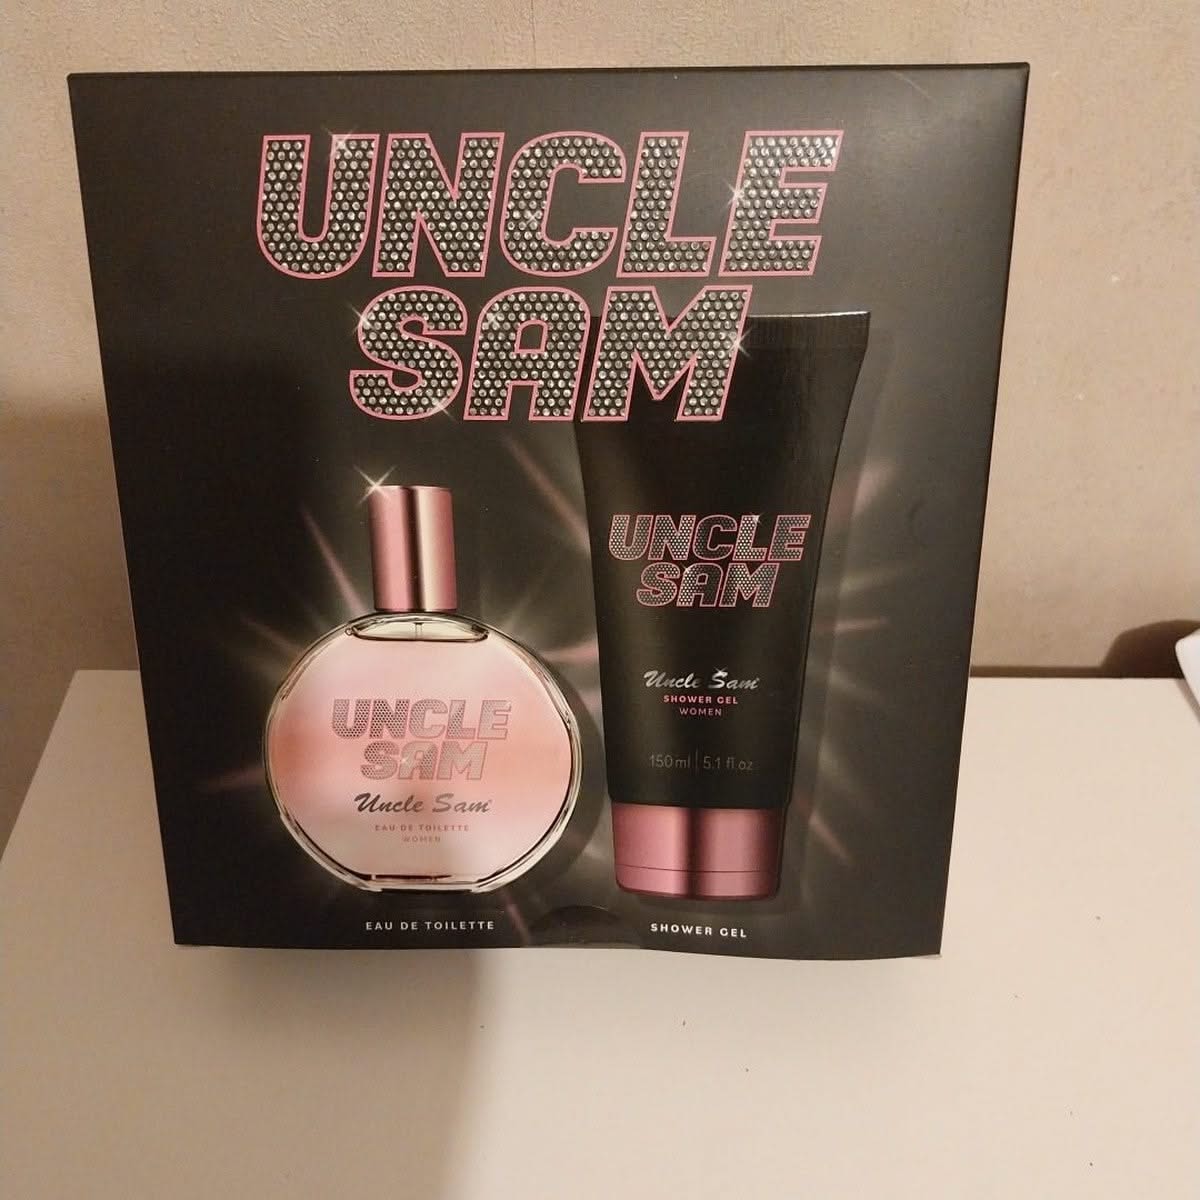 UNCLE
SAM
UNCLE
SAM
Uncle Sam
EAU DE TOILETTE
WOMEN
EAU DE TOILETTE
UNCLE
SAM
Uncle Sam
SHOWER GEL
WOMEN
150 ml | 5.1 fl oz
SHOWER GEL